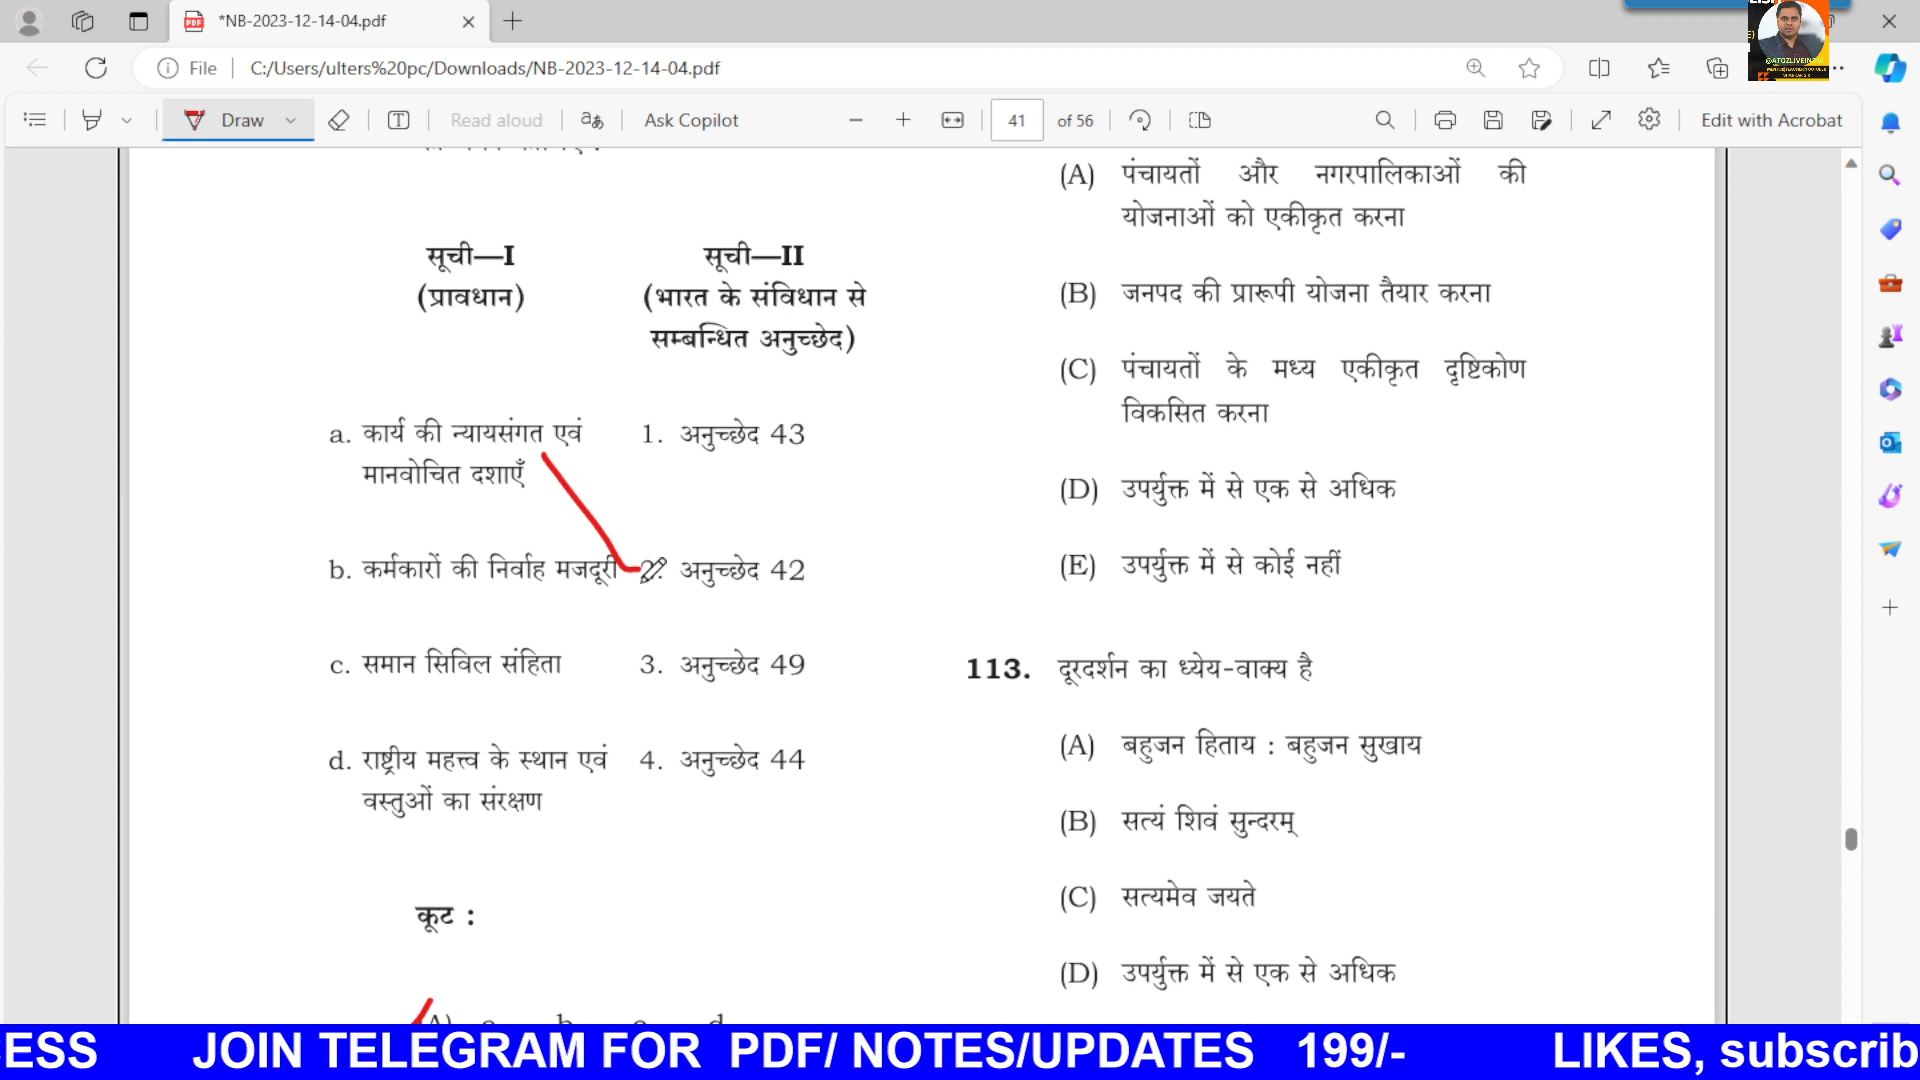 *NB-2023-12-14-04.pdf
File
C:/Users/ulters%20pc/Downloads/NB-2023-12-14-04.pdf
@ATOZLIVEINDIA
Draw
Read aloud
Ask Copilot
41 of 56
Edit with Acrobat
सूची—I
(प्रावधान)
सूची—II
(भारत के संविधान से
सम्बन्धित अनुच्छेद)
a. कार्य की न्यायसंगत एवं
मानवोचित दशाएँ
1. अनुच्छेद 43
b. कर्मकारों की निर्वाह मजदूरी
2. अनुच्छेद 42
c. समान सिविल संहिता
3. अनुच्छेद 49
d. राष्ट्रीय महत्त्व के स्थान एवं
वस्तुओं का संरक्षण
4. अनुच्छेद 44
कूट :
(A) a b c d
(A) पंचायतों और नगरपालिकाओं की
योजनाओं को एकीकृत करना
(B) जनपद की प्रारूपी योजना तैयार करना
(C) पंचायतों के मध्य एकीकृत दृष्टिकोण
विकसित करना
(D) उपर्युक्त में से एक से अधिक
(E) उपर्युक्त में से कोई नहीं
113. दूरदर्शन का ध्येय-वाक्य है
(A) बहुजन हिताय : बहुजन सुखाय
(B) सत्यं शिवं सुन्दरम्
(C) सत्यमेव जयते
(D) उपर्युक्त में से एक से अधिक
CESS JOIN TELEGRAM FOR PDF/ NOTES/UPDATES 199/- LIKES, subscrib